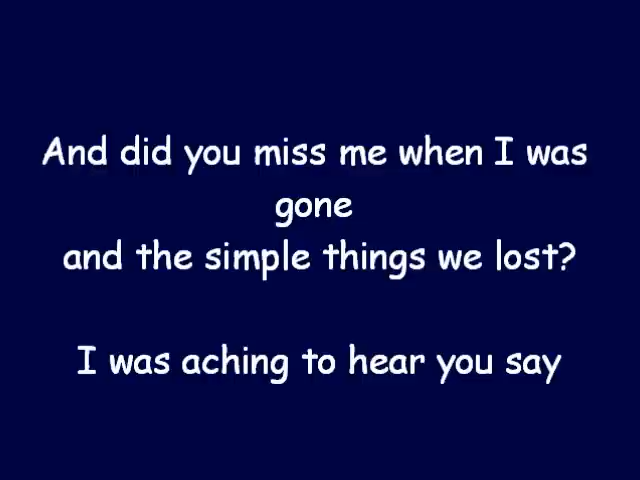 And did you miss me when I was
gone
and the simple things we lost?
I was aching to hear you say